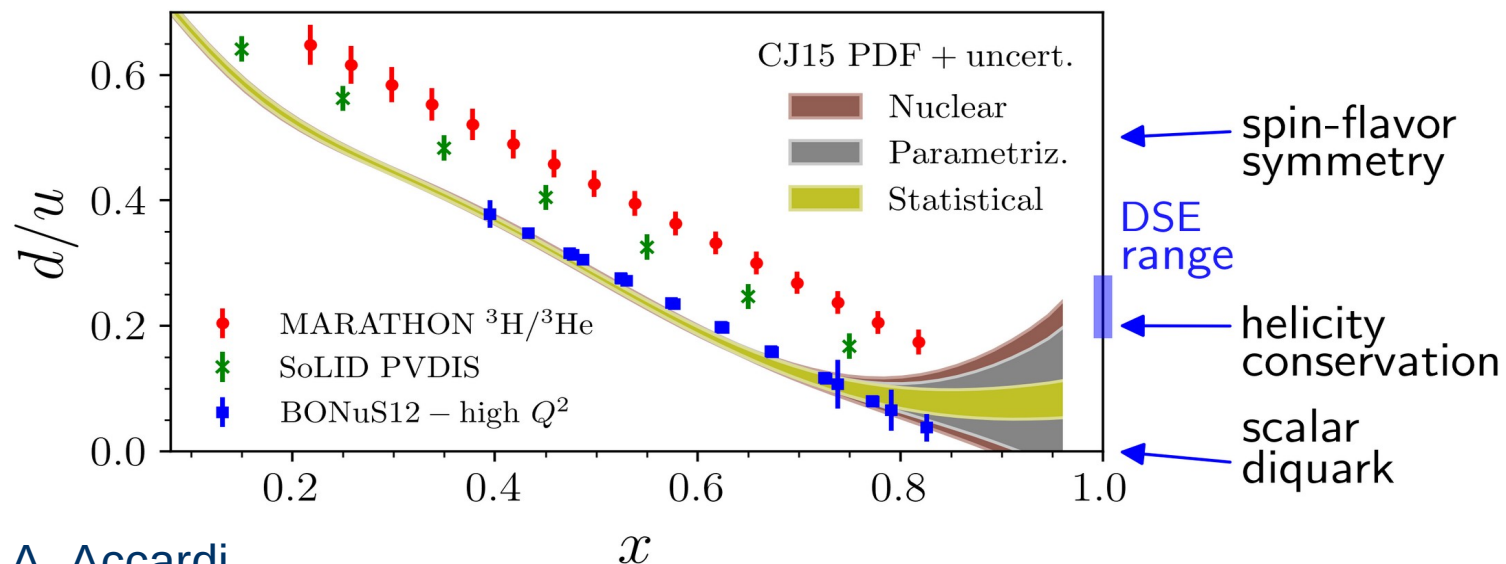 CJ15 PDF + uncert.
Nuclear
Parametriz.
Statistical
MARATHON ³H/³He
SoLID PVDIS
BONuS12 – high Q²
d/u
0.6
0.4
0.2
0.0
0.2 0.4 0.6 0.8 1.0
x
spin-flavor
symmetry
DSE
range
helicity
conservation
scalar
diquark
A. Accardi